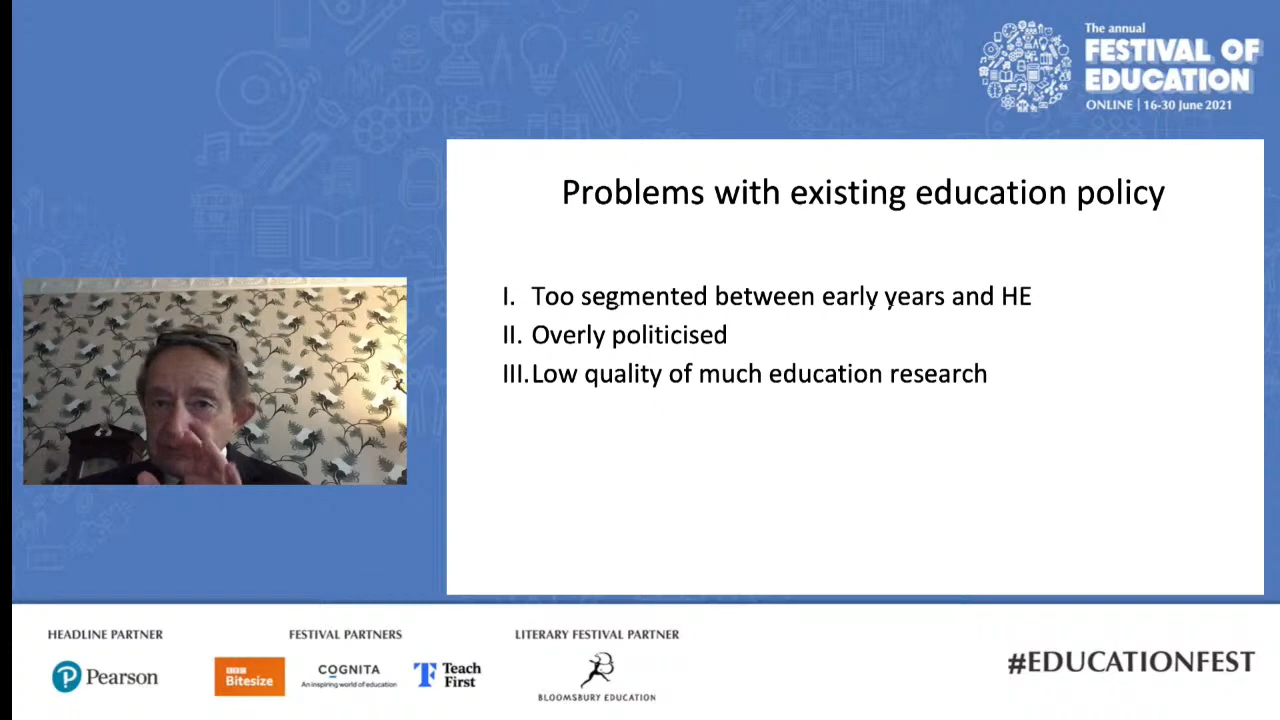 The annual
FESTIVAL OF
EDUCATION
ONLINE | 16-30 June 2021
Problems with existing education policy
I. Too segmented between early years and HE
II. Overly politicised
III. Low quality of much education research
HEADLINE PARTNER
FESTIVAL PARTNERS
LITERARY FESTIVAL PARTNER
Pearson
BBC
Bitesize
COGNITA
An inspiring world of education
Teach
First
BLOOMSBURY EDUCATION
#EDUCATIONFEST